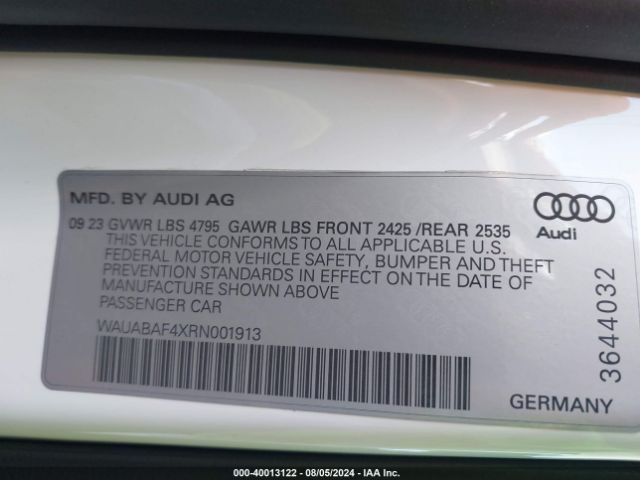 MFD. BY AUDI AG
Audi
09 23 GVWR LBS 4795 GAWR LBS FRONT 2425 /REAR 2535
THIS VEHICLE CONFORMS TO ALL APPLICABLE U.S.
FEDERAL MOTOR VEHICLE SAFETY, BUMPER AND THEFT
PREVENTION STANDARDS IN EFFECT ON THE DATE OF
MANUFACTURE SHOWN ABOVE
PASSENGER CAR
WAUABAF4XRN001913
3644032
GERMANY
000-40013122 - 08/05/2024 - IAA Inc.